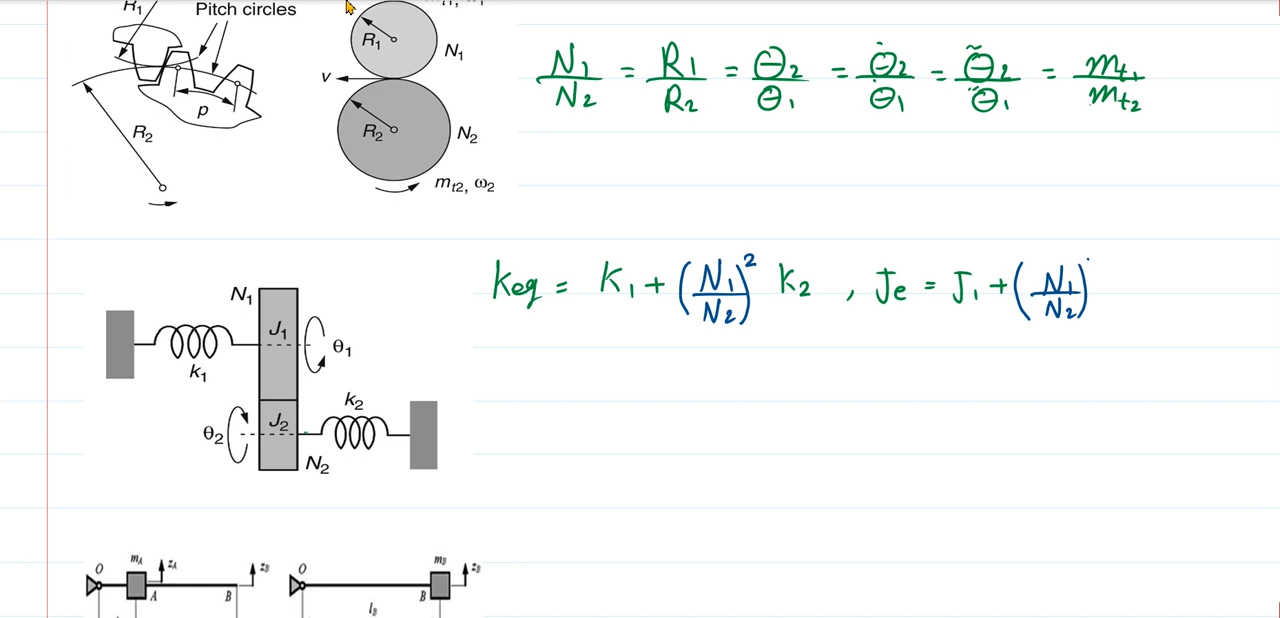 R₁ Pitch circles
R₁ N₁
v
p
R₂
R₂ N₂
mₜ₂, ω₂
N₁/N₂ = R₁/R₂ = θ₂/θ₁ = θ̇₂/θ̇₁ = θ̈₂/θ̈₁ = mₜ₁/mₜ₂
keq = K₁ + (N₁/N₂)² K₂ , Je = J₁ + (N₁/N₂)
N₁
J₁
k₁
θ₁
k₂
J₂
θ₂
N₂
O mA zA zB O mB zB
A B B
lB